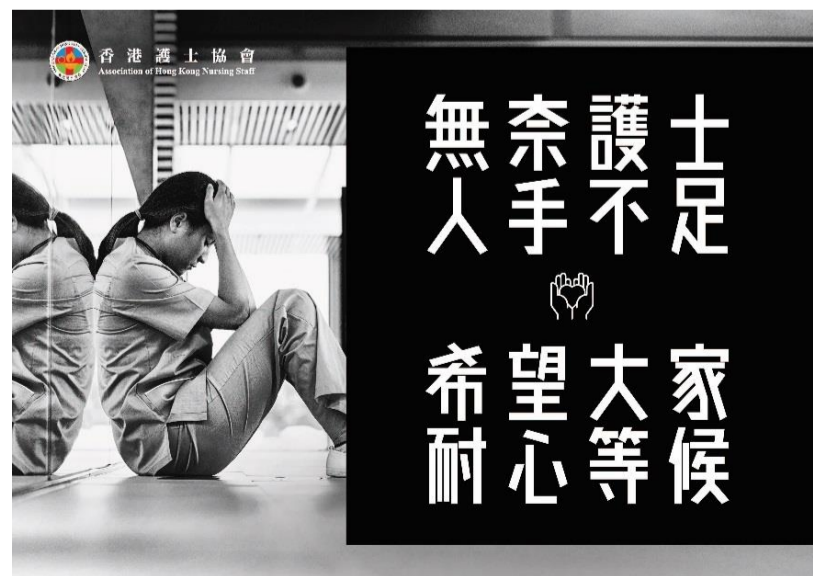 香港護士協會
Association of Hong Kong Nursing Staff
無奈護士
人手不足
希望大家
耐心等候